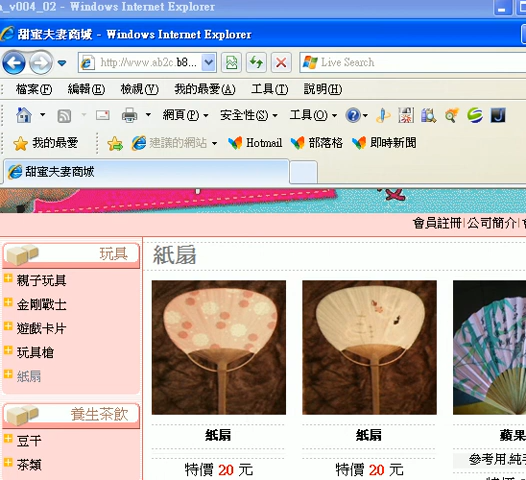 _v004_02 - Windows Internet Explorer
甜蜜夫妻商城 - Windows Internet Explorer
http://www.ab2c.b8...
Live Search
檔案(F) 編輯(E) 檢視(V) 我的最愛(A) 工具(T) 說明(H)
網頁(P) 安全性(S) 工具(O)
我的最愛 建議的網站 Hotmail 部落格 即時新聞
甜蜜夫妻商城
會員註冊|公司簡介|
玩具
親子玩具
金剛戰士
遊戲卡片
玩具槍
紙扇
養生茶飲
豆干
茶類
紙扇
紙扇 紙扇 蘋果
參考用.純手
特價 20 元 特價 20 元